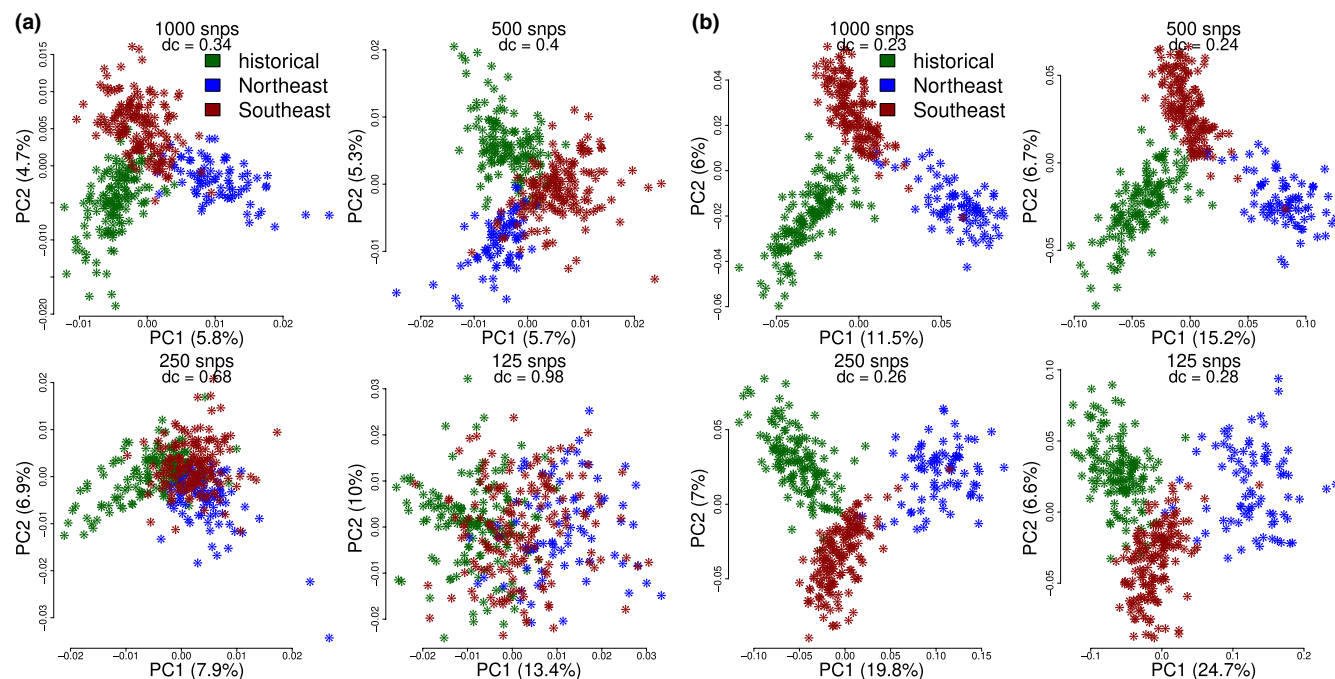 (a)
1000 snps
dc = 0.34
historical
Northeast
Southeast
0.015
0.010
0.005
0.000
−0.010
−0.020
PC2 (4.7%)
−0.01
0.00
0.01
0.02
PC1 (5.8%)
500 snps
dc = 0.4
0.02
0.01
0.00
−0.01
PC2 (5.3%)
−0.02
−0.01
0.00
0.01
0.02
PC1 (5.7%)
250 snps
dc = 0.68
0.02
0.01
0.00
−0.01
−0.02
−0.03
PC2 (6.9%)
−0.02
−0.01
0.00
0.01
0.02
PC1 (7.9%)
125 snps
dc = 0.98
0.03
0.02
0.01
0.00
−0.01
−0.02
PC2 (10%)
−0.02
−0.01
0.00
0.01
0.02
0.03
PC1 (13.4%)
(b)
1000 snps
dc = 0.23
historical
Northeast
Southeast
0.04
0.02
0.00
−0.02
−0.04
−0.06
PC2 (6%)
−0.05
0.00
0.05
PC1 (11.5%)
500 snps
dc = 0.24
0.05
0.00
−0.05
PC2 (6.7%)
−0.10
−0.05
0.00
0.05
0.10
PC1 (15.2%)
250 snps
dc = 0.26
0.05
0.00
−0.05
PC2 (7%)
−0.10
−0.05
0.00
0.05
0.10
0.15
PC1 (19.8%)
125 snps
dc = 0.28
0.10
0.05
0.00
−0.05
PC2 (6.6%)
−0.1
0.0
0.1
0.2
PC1 (24.7%)